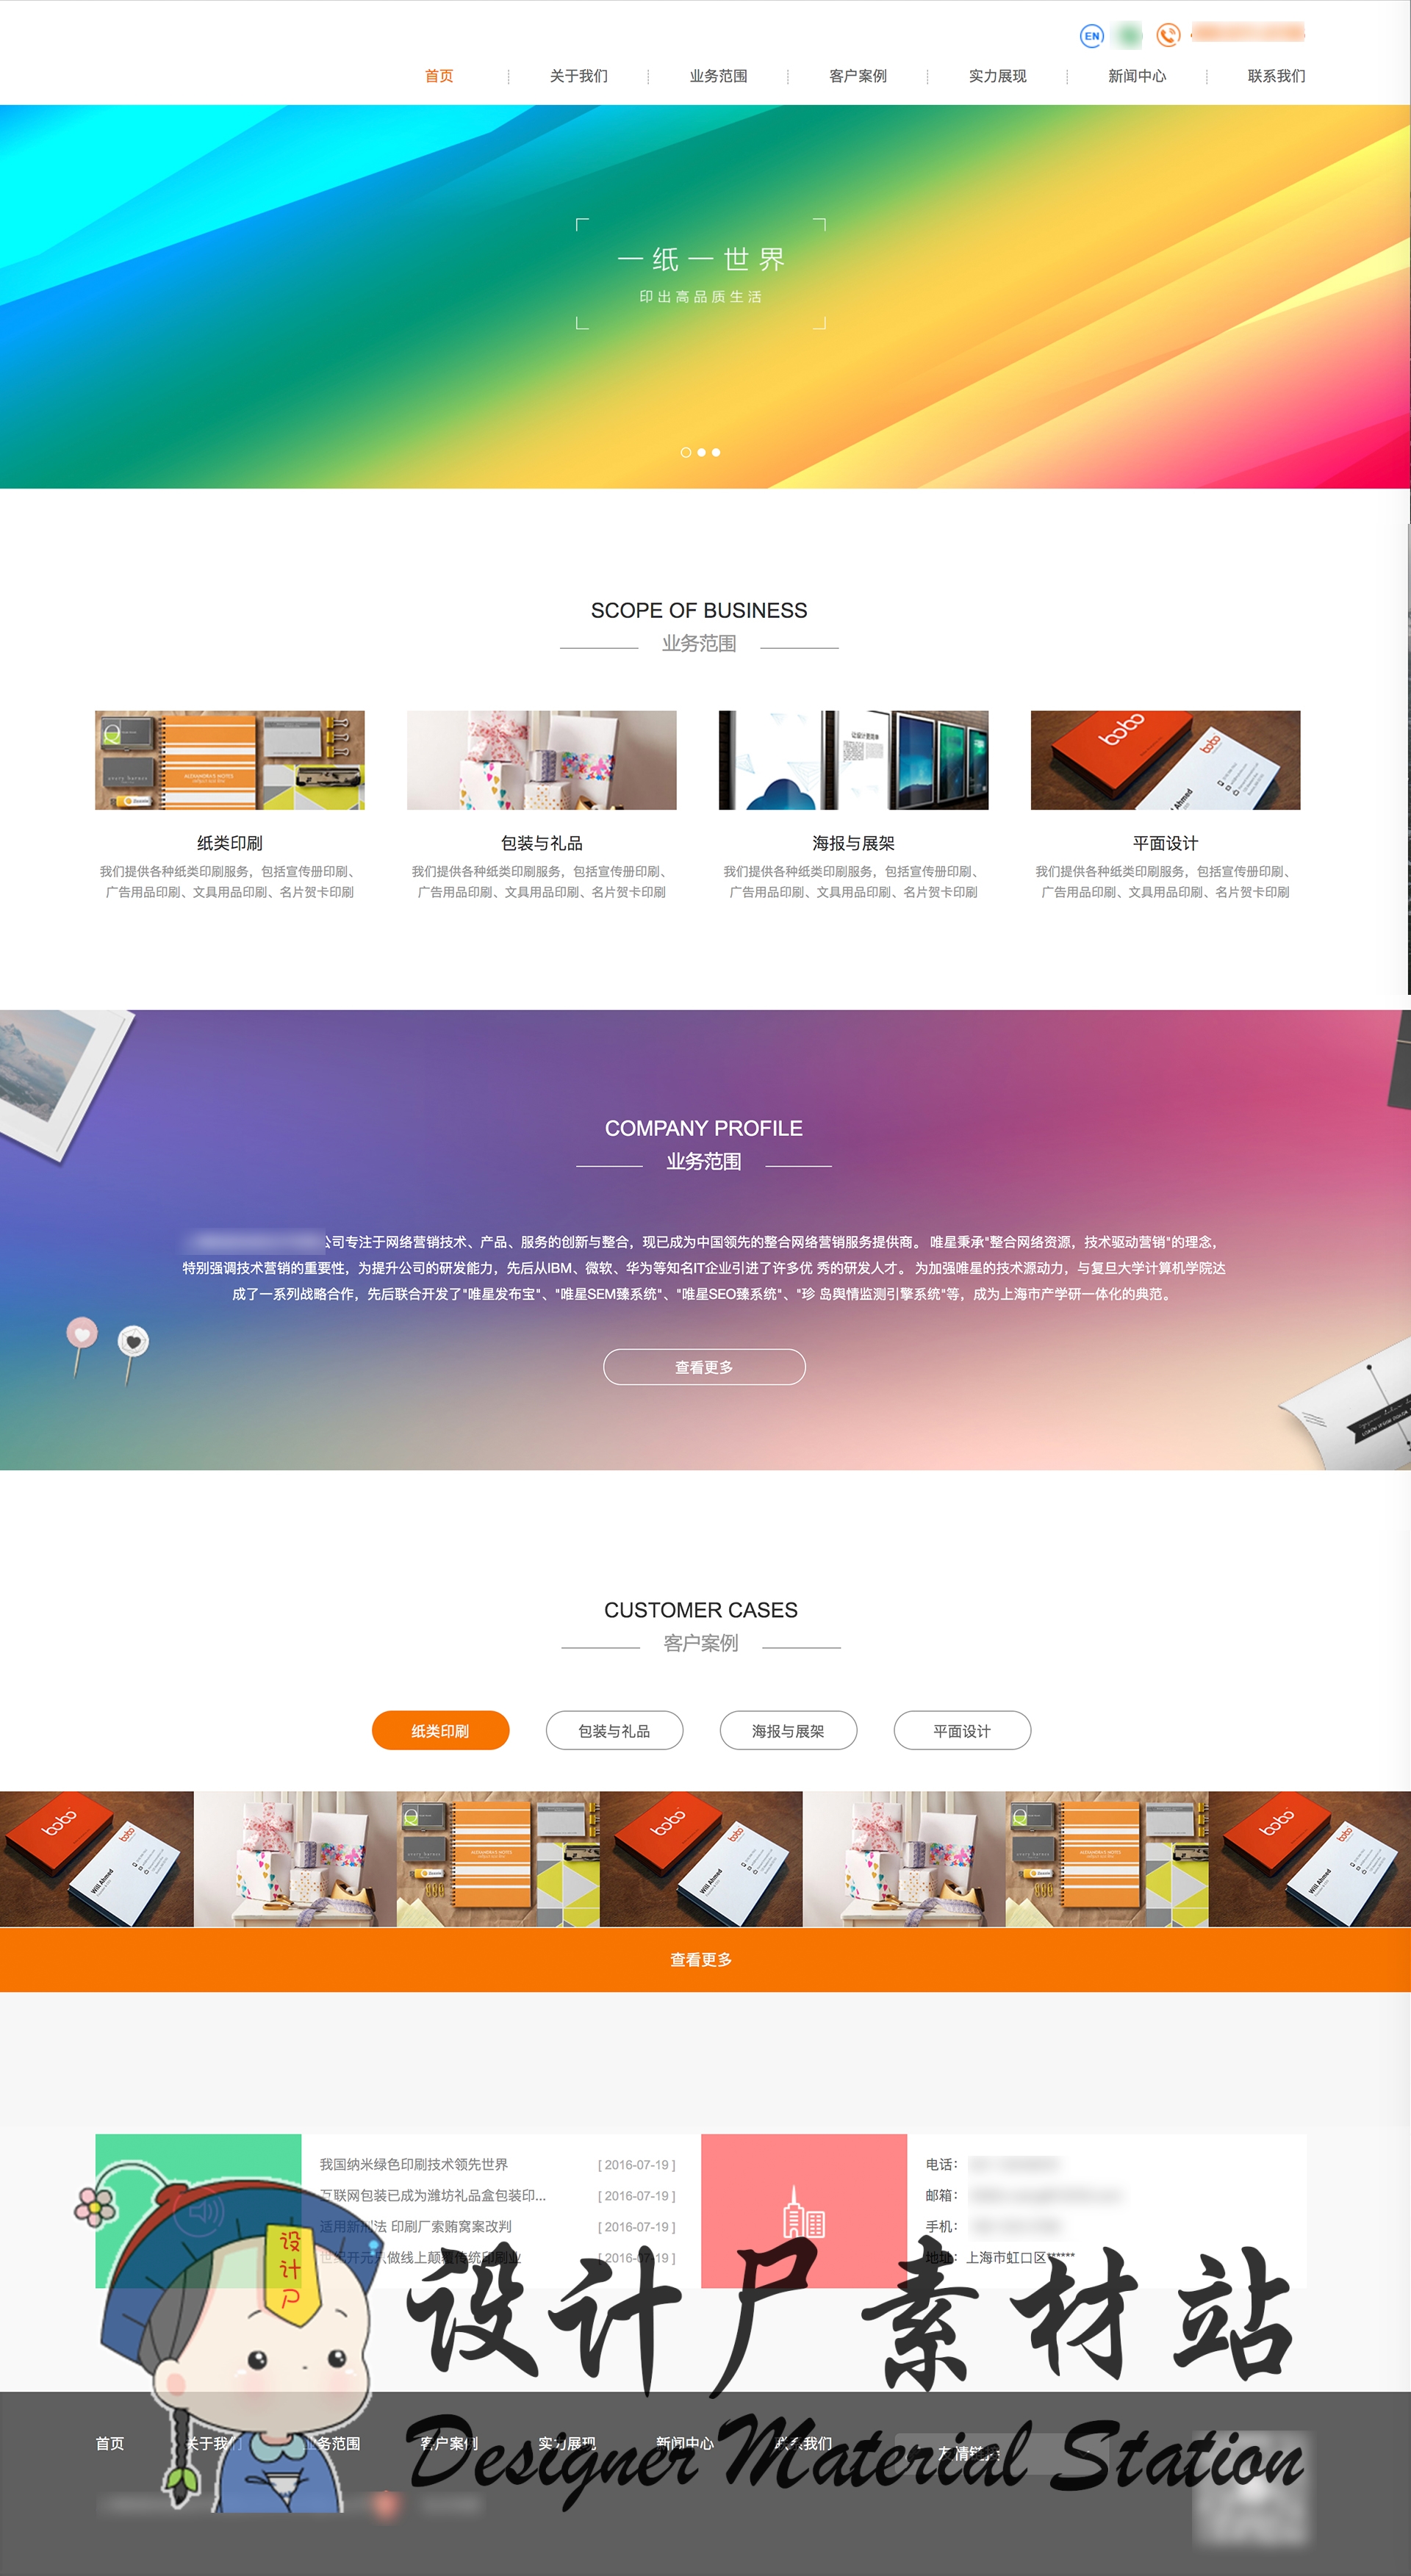 EN
首页 关于我们 业务范围 客户案例 实力展现 新闻中心 联系我们
一纸一世界
印出高品质生活
SCOPE OF BUSINESS
业务范围
纸类印刷
我们提供各种纸类印刷服务，包括宣传册印刷、
广告用品印刷、文具用品印刷、名片贺卡印刷
包装与礼品
我们提供各种纸类印刷服务，包括宣传册印刷、
广告用品印刷、文具用品印刷、名片贺卡印刷
海报与展架
我们提供各种纸类印刷服务，包括宣传册印刷、
广告用品印刷、文具用品印刷、名片贺卡印刷
平面设计
我们提供各种纸类印刷服务，包括宣传册印刷、
广告用品印刷、文具用品印刷、名片贺卡印刷
COMPANY PROFILE
业务范围
公司专注于网络营销技术、产品、服务的创新与整合，现已成为中国领先的整合网络营销服务提供商。 唯星秉承"整合网络资源，技术驱动营销"的理念，
特别强调技术营销的重要性，为提升公司的研发能力，先后从IBM、微软、华为等知名IT企业引进了许多优 秀的研发人才。 为加强唯星的技术源动力，与复旦大学计算机学院达
成了一系列战略合作，先后联合开发了"唯星发布宝"、"唯星SEM臻系统"、"唯星SEO臻系统"、"珍 岛舆情监测引擎系统"等，成为上海市产学研一体化的典范。
查看更多
CUSTOMER CASES
客户案例
纸类印刷 包装与礼品 海报与展架 平面设计
bobo
Will Ahmed
查看更多
我国纳米绿色印刷技术领先世界 [ 2016-07-19 ]
互联网包装已成为潍坊礼品盒包装印... [ 2016-07-19 ]
适用新刑法 印刷厂索贿窝案改判 [ 2016-07-19 ]
世纪开元总做线上颠覆传统印刷业 [ 2016-07-19 ]
电话：
邮箱：
手机：
地址：上海市虹口区******
设计尸
设计尸素材站
Designer Material Station
首页 关于我们 业务范围 客户案例 实力展现 新闻中心 联系我们 友情链接